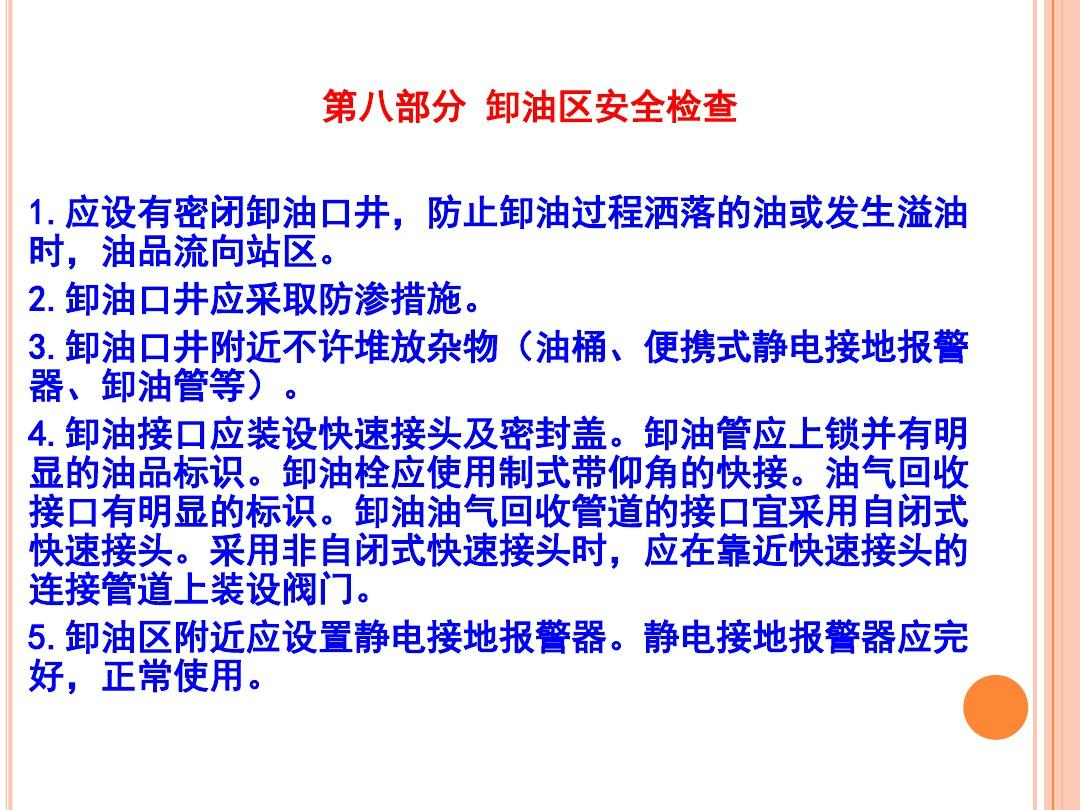 第八部分 卸油区安全检查
1.应设有密闭卸油口井，防止卸油过程洒落的油或发生溢油
时，油品流向站区。
2.卸油口井应采取防渗措施。
3.卸油口井附近不许堆放杂物（油桶、便携式静电接地报警
器、卸油管等）。
4.卸油接口应装设快速接头及密封盖。卸油管应上锁并有明
显的油品标识。卸油栓应使用制式带仰角的快接。油气回收
接口有明显的标识。卸油油气回收管道的接口宜采用自闭式
快速接头。采用非自闭式快速接头时，应在靠近快速接头的
连接管道上装设阀门。
5.卸油区附近应设置静电接地报警器。静电接地报警器应完
好，正常使用。